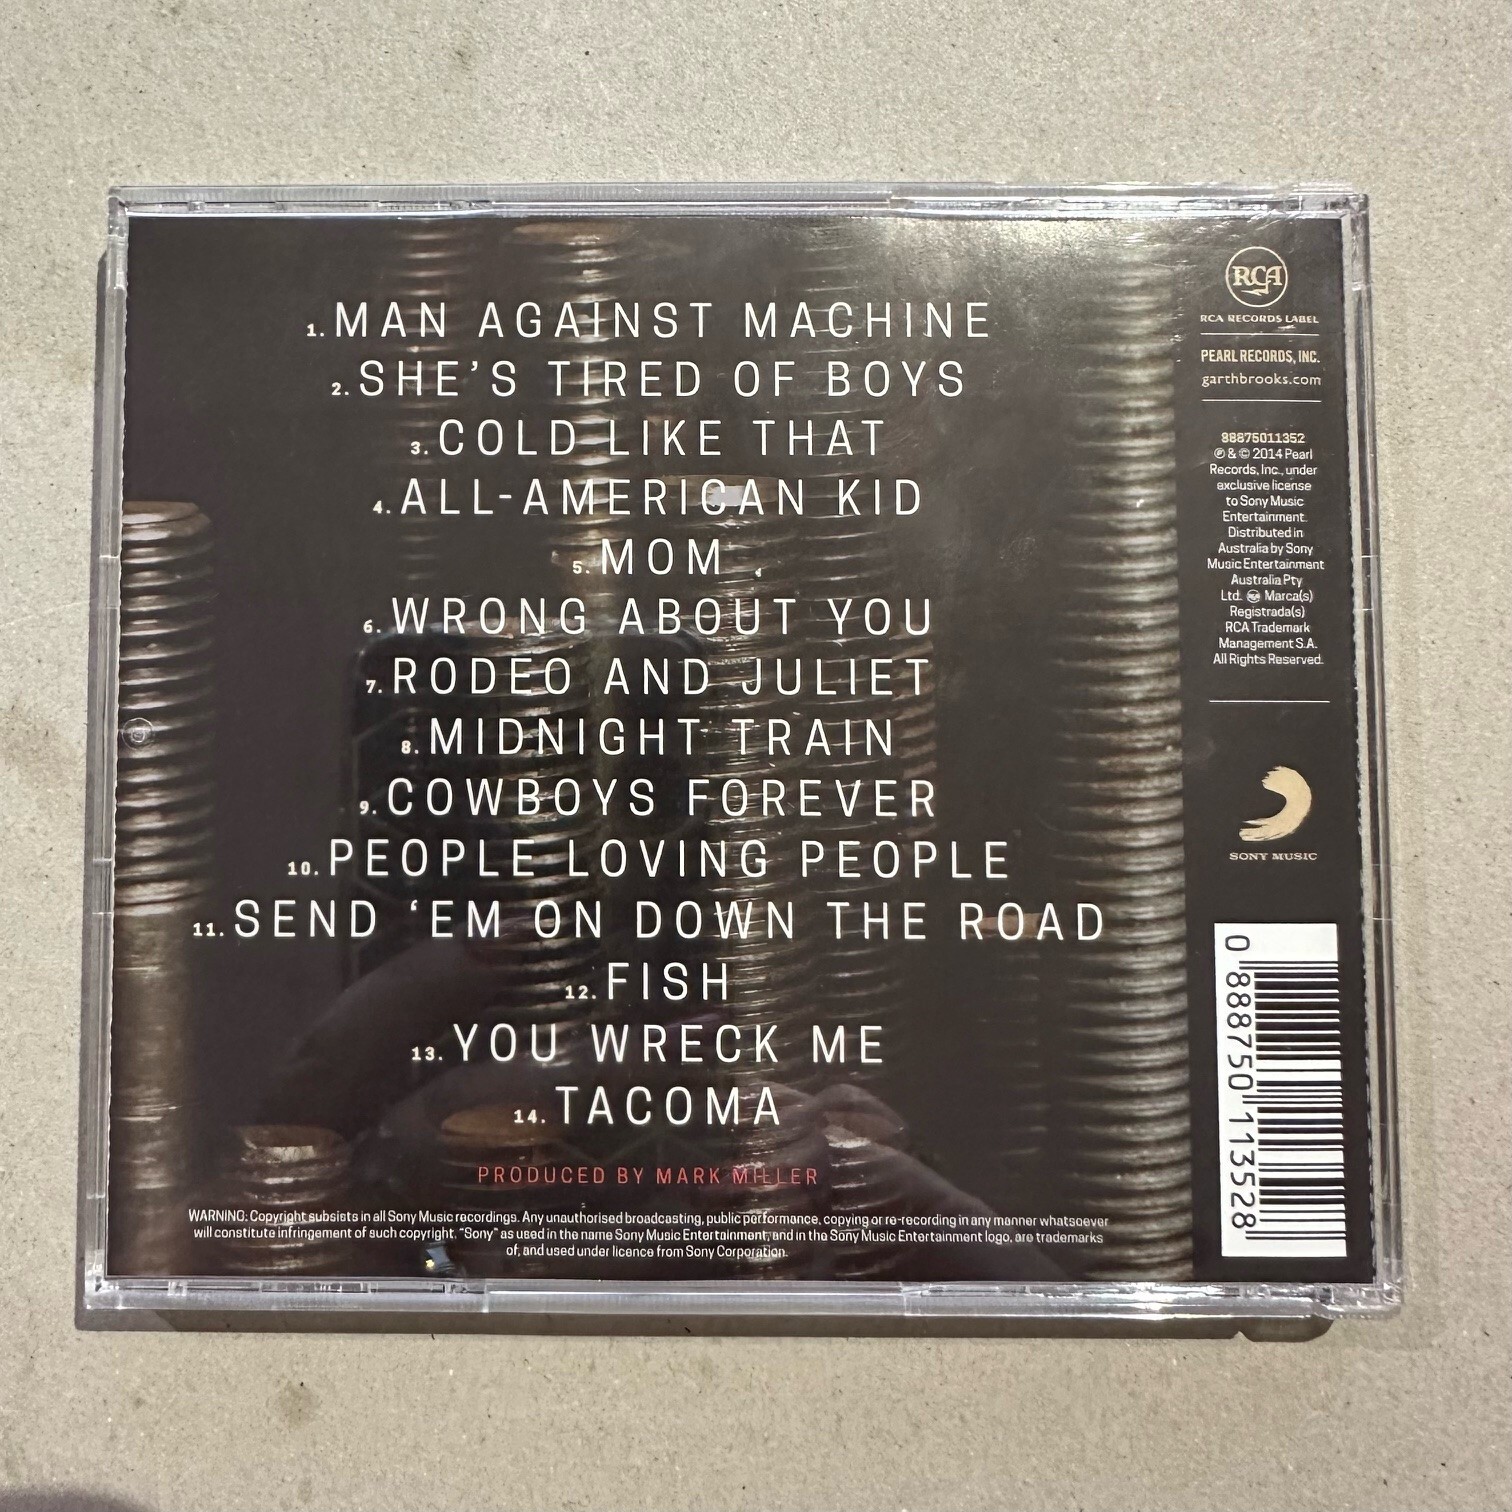 1. MAN AGAINST MACHINE
2. SHE'S TIRED OF BOYS
3. COLD LIKE THAT
4. ALL-AMERICAN KID
5. MOM
6. WRONG ABOUT YOU
7. RODEO AND JULIET
8. MIDNIGHT TRAIN
9. COWBOYS FOREVER
10. PEOPLE LOVING PEOPLE
11. SEND ‘EM ON DOWN THE ROAD
12. FISH
13. YOU WRECK ME
14. TACOMA
PRODUCED BY MARK MILLER
WARNING: Copyright subsists in all Sony Music recordings. Any unauthorised broadcasting, public performance, copying or re-recording in any manner whatsoever
will constitute infringement of such copyright. "Sony" as used in the name Sony Music Entertainment, and in the Sony Music Entertainment logo, are trademarks
of, and used under licence from Sony Corporation.
RCA
RCA RECORDS LABEL
PEARL RECORDS, INC.
garthbrooks.com
88875011352
℗ & © 2014 Pearl
Records, Inc., under
exclusive license
to Sony Music
Entertainment.
Distributed in
Australia by Sony
Music Entertainment
Australia Pty
Ltd. RCA Marca(s)
Registrada(s)
RCA Trademark
Management S.A.
All Rights Reserved.
SONY MUSIC
0 88875011352 8